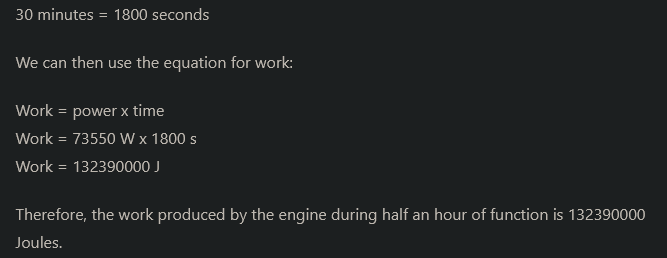 30 minutes = 1800 seconds
We can then use the equation for work:
Work = power x time
Work = 73550 W x 1800 s
Work = 132390000 J
Therefore, the work produced by the engine during half an hour of function is 132390000
Joules.